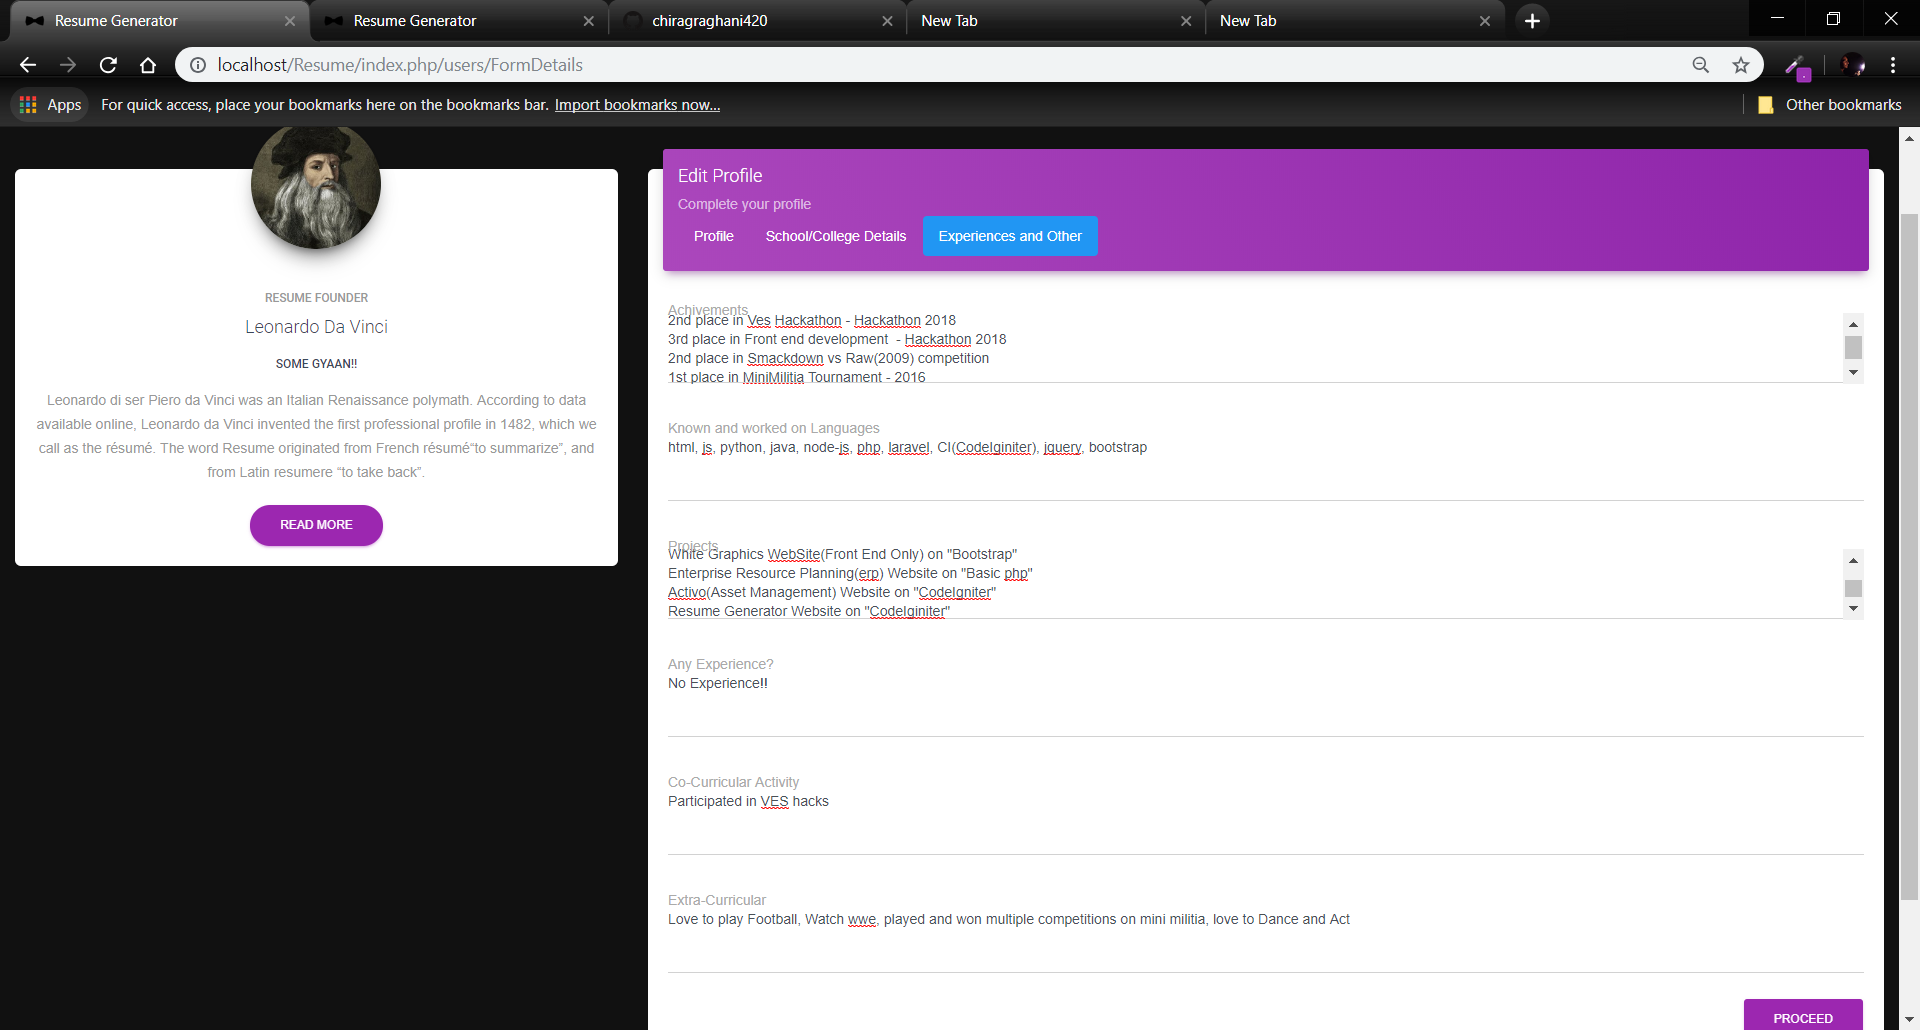 Resume Generator
Resume Generator
chiragraghani420
New Tab
New Tab
localhost/Resume/index.php/users/FormDetails
Apps
For quick access, place your bookmarks here on the bookmarks bar. Import bookmarks now...
Other bookmarks
RESUME FOUNDER
Leonardo Da Vinci
SOME GYAAN!!
Leonardo di ser Piero da Vinci was an Italian Renaissance polymath. According to data
available online, Leonardo da Vinci invented the first professional profile in 1482, which we
call as the résumé. The word Resume originated from French résumé“to summarize”, and
from Latin resumere “to take back”.
READ MORE
Edit Profile
Complete your profile
Profile
School/College Details
Experiences and Other
Achivements
2nd place in Ves Hackathon - Hackathon 2018
3rd place in Front end development  - Hackathon 2018
2nd place in Smackdown vs Raw(2009) competition
1st place in MiniMilitia Tournament - 2016
Known and worked on Languages
html, js, python, java, node-js, php, laravel, CI(CodeIginiter), jquery, bootstrap
Projects
White Graphics WebSite(Front End Only) on "Bootstrap"
Enterprise Resource Planning(erp) Website on "Basic php"
Activo(Asset Management) Website on "CodeIgniter"
Resume Generator Website on "CodeIginiter"
Any Experience?
No Experience!!
Co-Curricular Activity
Participated in VES hacks
Extra-Curricular
Love to play Football, Watch wwe, played and won multiple competitions on mini militia, love to Dance and Act
PROCEED